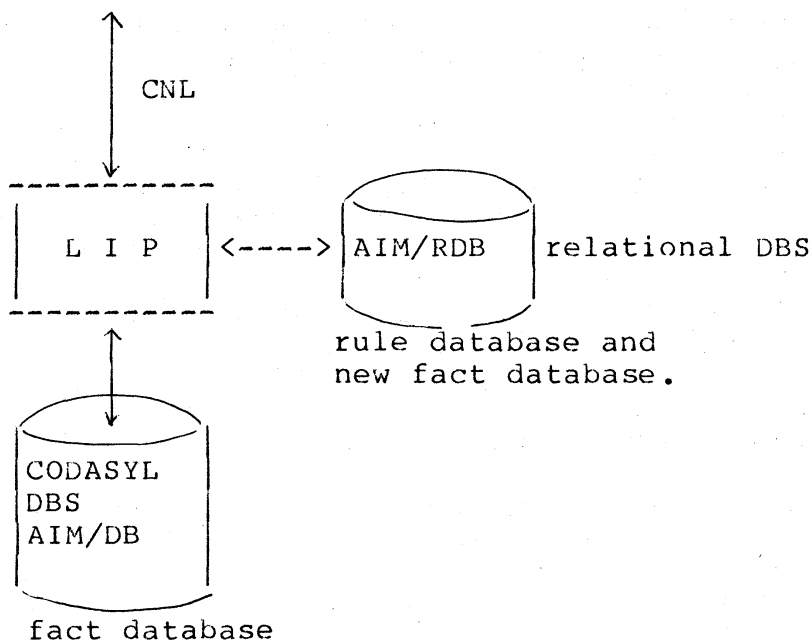 CNL
L I P <----> AIM/RDB relational DBS
rule database and
new fact database.
CODASYL
DBS
AIM/DB
fact database